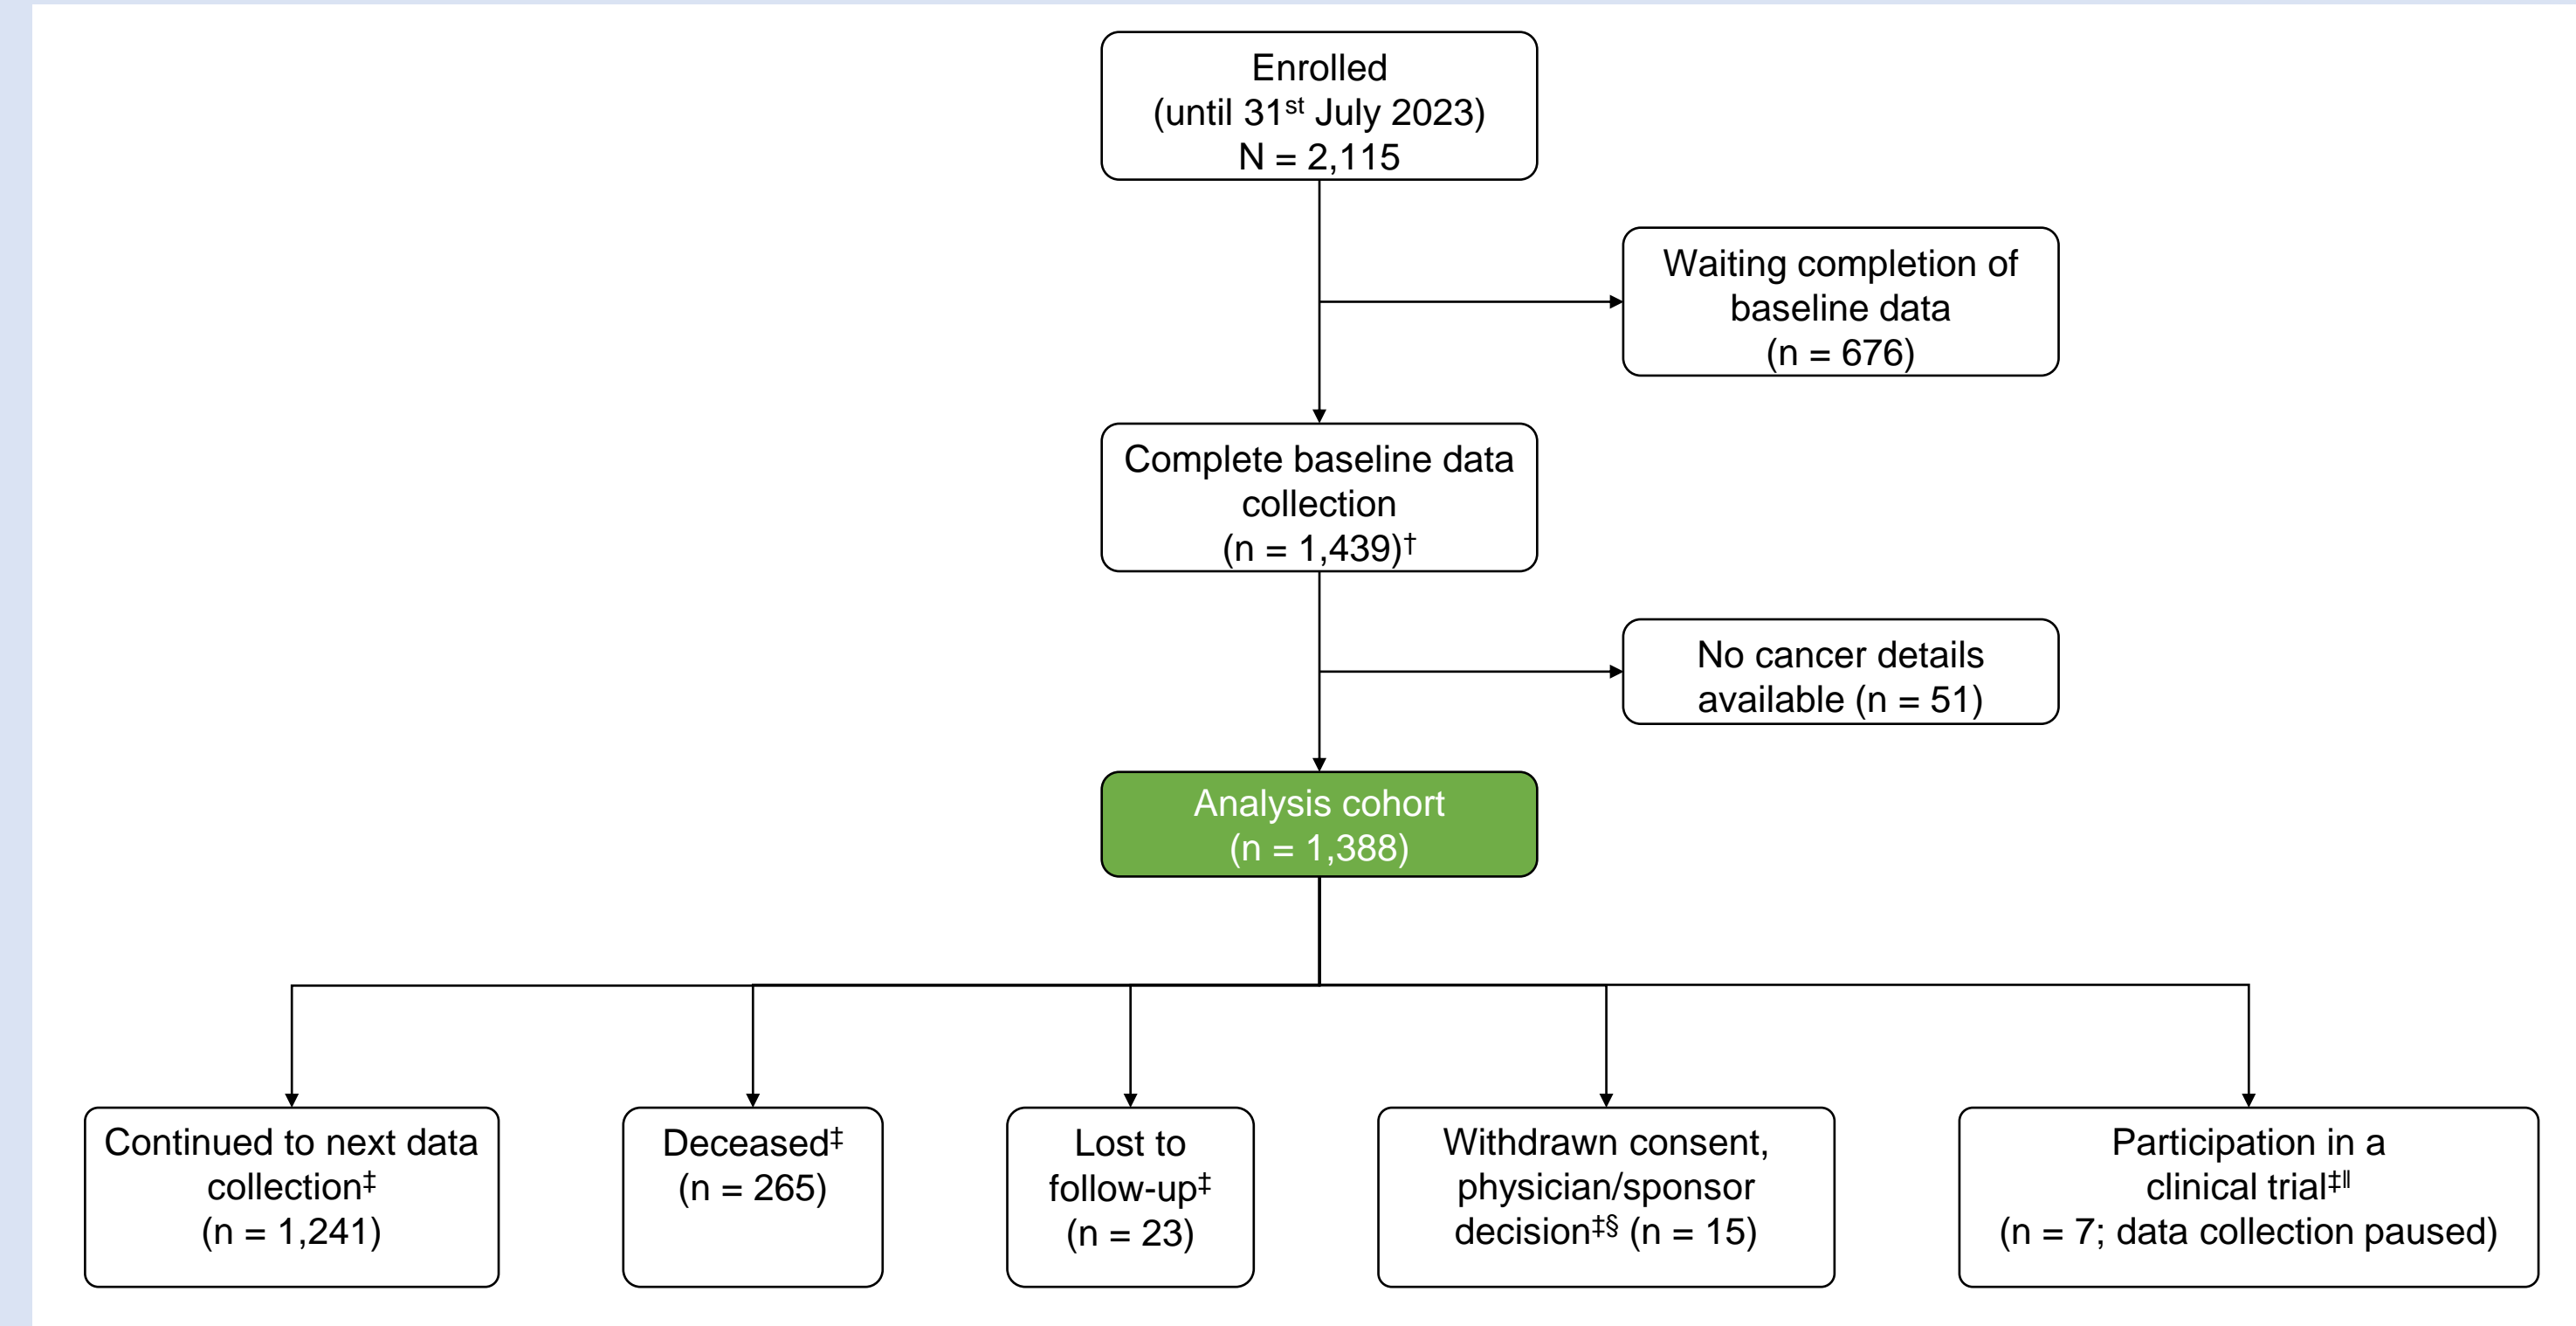 Enrolled
(until 31st July 2023)
N = 2,115
Waiting completion of
baseline data
(n = 676)
Complete baseline data
collection
(n = 1,439)†
No cancer details
available (n = 51)
Analysis cohort
(n = 1,388)
Continued to next data
collection‡
(n = 1,241)
Deceased‡
(n = 265)
Lost to
follow-up‡
(n = 23)
Withdrawn consent,
physician/sponsor
decision‡§ (n = 15)
Participation in a
clinical trial‡‖
(n = 7; data collection paused)